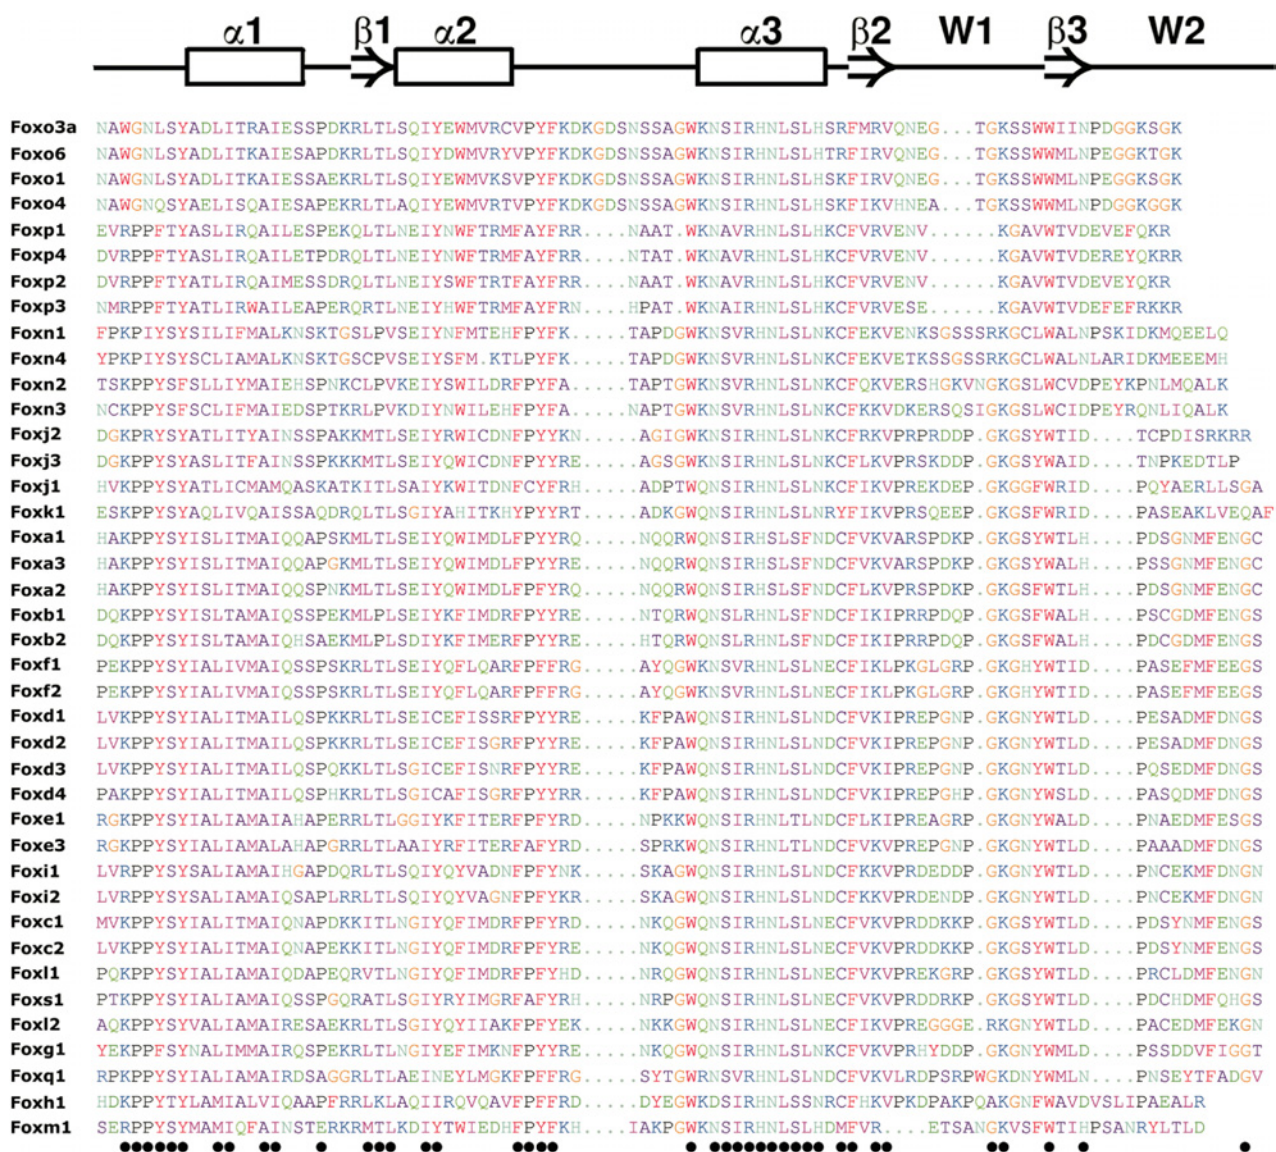 α1 β1 α2 α3 β2 W1 β3 W2
Foxo3a NAWGNLSYADLITRAIESSPDKRLTLSQIYEWMVRCVPYFKDKGDSNSSAGWKNSIRHNLSLHSRFMRVQNEG...TGKSSWWIINPDGGKSGK
Foxo6 NAWGNLSYADLITKAIESAPDKRLTLSQIYDWMVRYVPYFKDKGDSNSSAGWKNSIRHNLSLHTRFIRVQNEG...TGKSSWWMLNPEGGKTGK
Foxo1 NAWGNLSYADLITKAIESSAEKRLTLSQIYEWMVKSVPYFKDKGDSNSSAGWKNSIRHNLSLHSKFIRVQNEG...TGKSSWWMLNPEGGKSGK
Foxo4 NAWGNQSYAELISQAIESAPEKRLTLAQIYEWMVRTVPYFKDKGDSNSSAGWKNSIRHNLSLHSKFIKVHNEA...TGKSSWWMLNPDGGKGGK
Foxp1 EVRPPFTYASLIRQAILESPEKQLTLNEIYNWFTRMFAYFRR.....NAAT.WKNAVRHNLSLHKCFVRVENV......KGAVWTVDEVEFQKR
Foxp4 DVRPPFTYASLIRQAILETPDRQLTLNEIYNWFTRMFAYFRR.....NTAT.WKNAVRHNLSLHKCFVRVENV......KGAVWTVDEREYQKRR
Foxp2 DVRPPFTYATLIRQAIMESSDRQLTLNEIYSWFTRTFAYFRR.....NAAT.WKNAVRHNLSLHKCFVRVENV......KGAVWTVDEVEYQKR
Foxp3 NMRPPFTYATLIRWAILEAPERQRTLNEIYHWFTRMFAYFRN.....HPAT.WKNAIRHNLSLHKCFVRVESE......KGAVWTVDEFEFRKKR
Foxn1 FPKPIYSYSILIFMALKNSKTGSLPVSEIYNFMTEHFPYFK.....TAPDGWKNSVRHNLSLNKCFEKVENKSGSSSRKGCLWALNPSKIDKMQEELQ
Foxn4 YPKPIYSYSCLIAMALKNSKTGSCPVSEIYSFM.KTLPYFK.....TAPDGWKNSVRHNLSLNKCFEKVETKSSGSSRKGCLWALNLARIDKMEEEMH
Foxn2 TSKPPYSFSLLIYMAIEHSPNKCLPVKEIYSWILDRFPYFA.....TAPTGWKNSVRHNLSLNKCFQKVERSHGKVNGKGSLWCVDPEYKPNLMQALK
Foxn3 NCKPPYSFSCLIFMAIEDSPTKRLPVKDIYNWILEHFPYFA.....NAPTGWKNSVRHNLSLNKCFKKVDKERSQSIGKGSLWCIDPEYRQNLIQALK
Foxj2 DGKPRYSYATLITYAINSSPAKKMTLSEIYRWICDNFPYYKN.....AGIGWKNSIRHNLSLNKCFRKVPRPRDDP.GKGSYWTID....TCPDISRKRR
Foxj3 DGKPPYSYASLITFAINSSPKKKMTLSEIYQWICDNFPYYRE.....AGSGWKNSIRHNLSLNKCFLKVPRSKDDP.GKGSYWAID....TNPKEDTLP
Foxj1 HVKPPYSYATLICMAMQASKATKITLSAIYKWITDNFCYFRH.....ADPTWQNSIRHNLSLNKCFIKVPREKDEP.GKGGFWRID....PQYAERLLSGA
Foxk1 ESKPPYSYAQLIVQAISSAQDRQLTLSGIYAHITKHYPYYRT.....ADKGWQNSIRHNLSLNRYFIKVPRSQEEP.GKGSFWRID....PASEAKLVEQAF
Foxa1 HAKPPYSYISLITMAIQQAPSKMLTLSEIYQWIMDLFPYYRQ.....NQQRWQNSIRHSLSFNDCFVKVARSPDKP.GKGSYWTLH....PDSGNMFENGC
Foxa3 HAKPPYSYISLITMAIQQAPGKMLTLSEIYQWIMDLFPYYRE.....NQQRWQNSIRHSLSFNDCFVKVARSPDKP.GKGSYWALH....PSSGNMFENGC
Foxa2 HAKPPYSYISLITMAIQQSPNKMLTLSEIYQWIMDLFPFYRQ.....NQQRWQNSIRHSLSFNDCFLKVPRSPDKP.GKGSFWTLH....PDSGNMFENGC
Foxb1 DQKPPYSYISLTAMAIQSSPEKMLPLSEIYKFIMDRFPYYRE.....NTQRWQNSLRHNLSFNDCFIKIPRRPDQP.GKGSFWALH....PSCGDMFENGS
Foxb2 DQKPPYSYISLTAMAIQHSAEKMLPLSDIYKFIMERFPYYRE.....HTQRWQNSLRHNLSFNDCFIKIPRRPDQP.GKGSFWALH....PDCGDMFENGS
Foxf1 PEKPPYSYIALIVMAIQSSPSKRLTLSEIYQFLQARFPFFRG.....AYQGWKNSVRHNLSLNECFIKLPKGLGRP.GKGHYWTID....PASEFMFEEGS
Foxf2 PEKPPYSYIALIVMAIQSSPSKRLTLSEIYQFLQARFPFFRG.....AYQGWKNSVRHNLSLNECFIKLPKGLGRP.GKGHYWTID....PASEFMFEEGS
Foxd1 LVKPPYSYIALITMAILQSPKKRLTLSEICEFISSRFPYYRE.....KFPAWQNSIRHNLSLNDCFVKIPREPGNP.GKGNYWTLD....PESADMFDNGS
Foxd2 LVKPPYSYIALITMAILQSPKKRLTLSEICEFISGRFPYYRE.....KFPAWQNSIRHNLSLNDCFVKIPREPGNP.GKGNYWTLD....PESADMFDNGS
Foxd3 LVKPPYSYIALITMAILQSPQKKLTLSGICEFISNRFPYYRE.....KFPAWQNSIRHNLSLNDCFVKIPREPGNP.GKGNYWTLD....PQSEDMFDNGS
Foxd4 PAKPPYSYIALITMAILQSPHKRLTLSGICAFISGRFPYYRR.....KFPAWQNSIRHNLSLNDCFVKIPREPGHP.GKGNYWSLD....PASQDMFDNGS
Foxe1 RGKPPYSYIALIAMAIAHAPERRLTLGGIYKFITERFPFYRD.....NPKKWQNSIRHNLTLNDCFLKIPREAGRP.GKGNYWALD....PNAEDMFESGS
Foxe3 RGKPPYSYIALIAMALAHAPGRRLTLAAIYRFITERFAFYRD.....SPRKWQNSIRHNLTLNDCFVKVPREPGNP.GKGNYWTLD....PAAADMFDNGS
Foxi1 LVRPPYSYSALIAMAIHGAPDQRLTLSQIYQYVADNFPFYNK.....SKAGWQNSIRHNLSLNDCFKKVPRDEDDP.GKGNYWTLD....PNCEKMFDNGN
Foxi2 LVRPPYSYSALIAMAIQSAPLRRLTLSQIYQYVAGNFPFYKR.....SKAGWQNSIRHNLSLNDCFKKVPRDENDP.GKGNYWTLD....PNCEKMFDNGN
Foxc1 MVKPPYSYIALITMAIQNAPDKKITLNGIYQFIMDRFPFYRD.....NKQGWQNSIRHNLSLNECFVKVPRDDKKP.GKGSYWTLD....PDSYNMFENGS
Foxc2 LVKPPYSYIALITMAIQNAPEKKITLNGIYQFIMDRFPFYRE.....NKQGWQNSIRHNLSLNECFVKVPRDDKKP.GKGSYWTLD....PDSYNMFENGS
Foxl1 PQKPPYSYIALIAMAIQDAPEQRVTLNGIYQFIMDRFPFYHD.....NRQGWQNSIRHNLSLNDCFVKVPREKGRP.GKGSYWTLD....PRCLDMFENGN
Foxs1 PTKPPYSYIALIAMAIQSSPGQRATLSGIYRYIMGRFAFYRH.....NRPGWQNSIRHNLSLNECFVKVPRDDRKP.GKGSYWTLD....PDCHDMFQHGS
Foxl2 AQKPPYSYVALIAMAIRESAEKRLTLSGIYQYIIAKFPFYEK.....NKKGWQNSIRHNLSLNECFIKVPREGGGE.RKGNYWTLD....PACEDMFEKGN
Foxg1 YEKPPFSYNALIMMAIRQSPEKRLTLNGIYEFIMKNFPYYRE.....NKQGWQNSIRHNLSLNKCFVKVPRHYDDP.GKGNYWMLD....PSSDDVFIGGT
Foxq1 RPKPPYSYIALIAMAIRDSAGGRLTLAEINEYLMGKFPFFRG.....SYTGWRNSVRHNLSLNDCFVKVLRDPSRPWGKDNYWMLN....PNSEYTFADGV
Foxh1 HDKPPYTYLAMIALVIQAAPFRRLKLAQIIRQVQAVFPFFRD.....DYEGWKDSIRHNLSSNRCFHKVPKDPAKPQAKGNFWAVDVSLIPAEALR
Foxm1 SERPPYSYMAMIQFAINSTERKRMTLKDIYTWIEDHFPYFKH.....IAKPGWKNSIRHNLSLHDMFVR....ETSANGKVSFWTIHPSANRYLTLD